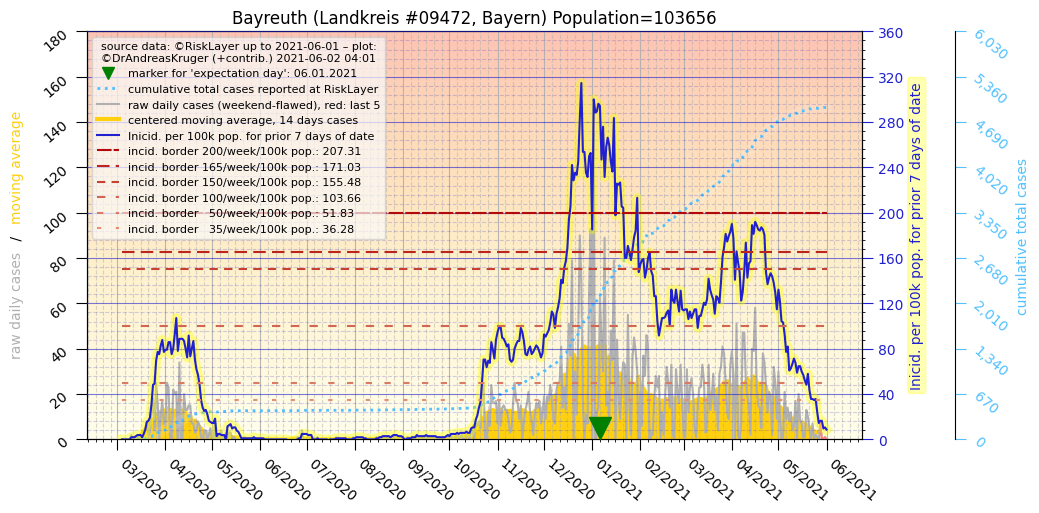 Bayreuth (Landkreis #09472, Bayern) Population=103656
source data: ©RiskLayer up to 2021-06-01 – plot:
©DrAndreasKruger (+contrib.) 2021-06-02 04:01
marker for 'expectation day': 06.01.2021
cumulative total cases reported at RiskLayer
raw daily cases (weekend-flawed), red: last 5
centered moving average, 14 days cases
Inicid. per 100k pop. for prior 7 days of date
incid. border 200/week/100k pop.: 207.31
incid. border 165/week/100k pop.: 171.03
incid. border 150/week/100k pop.: 155.48
incid. border 100/week/100k pop.: 103.66
incid. border   50/week/100k pop.: 51.83
incid. border   35/week/100k pop.: 36.28
raw daily cases / moving average
180
160
140
120
100
80
60
40
20
0
03/2020
04/2020
05/2020
06/2020
07/2020
08/2020
09/2020
10/2020
11/2020
12/2020
01/2021
02/2021
03/2021
04/2021
05/2021
06/2021
360
320
280
240
200
160
120
80
40
0
Inicid. per 100k pop. for prior 7 days of date
6,030
5,360
4,690
4,020
3,350
2,680
2,010
1,340
670
0
cumulative total cases